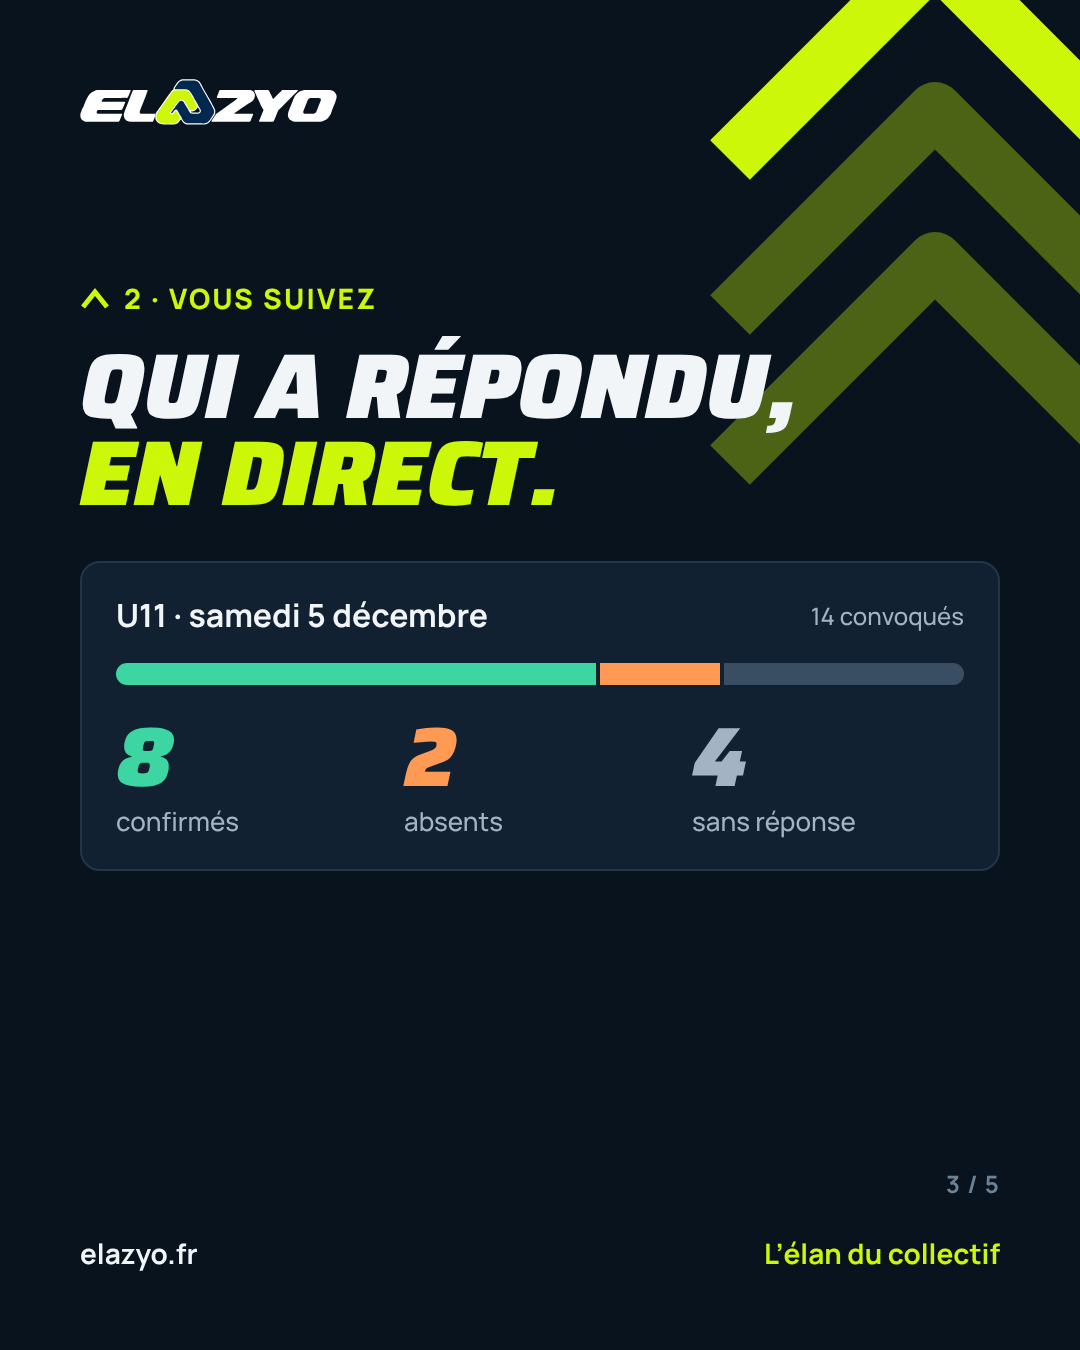 ELAZYO
2 · VOUS SUIVEZ
QUI A RÉPONDU,
EN DIRECT.
U11 · samedi 5 décembre
14 convoqués
8
2
4
confirmés
absents
sans réponse
3 / 5
elazyo.fr
L’élan du collectif